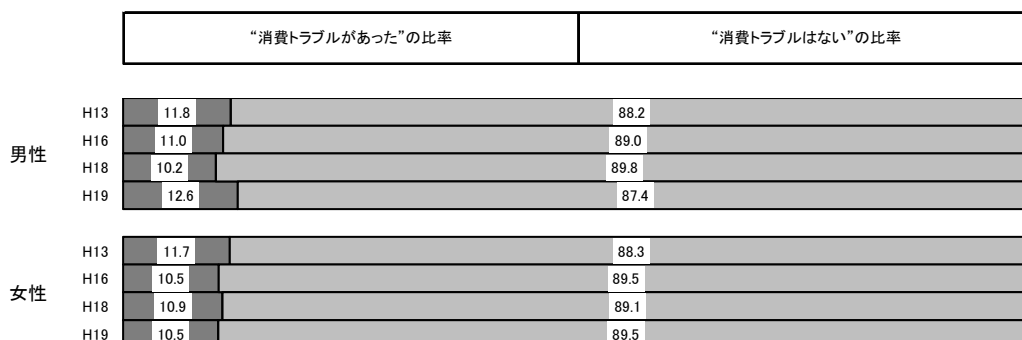 “消費トラブルがあった”の比率 “消費トラブルはない”の比率
男性
H13 11.8 88.2
H16 11.0 89.0
H18 10.2 89.8
H19 12.6 87.4
女性
H13 11.7 88.3
H16 10.5 89.5
H18 10.9 89.1
H19 10.5 89.5